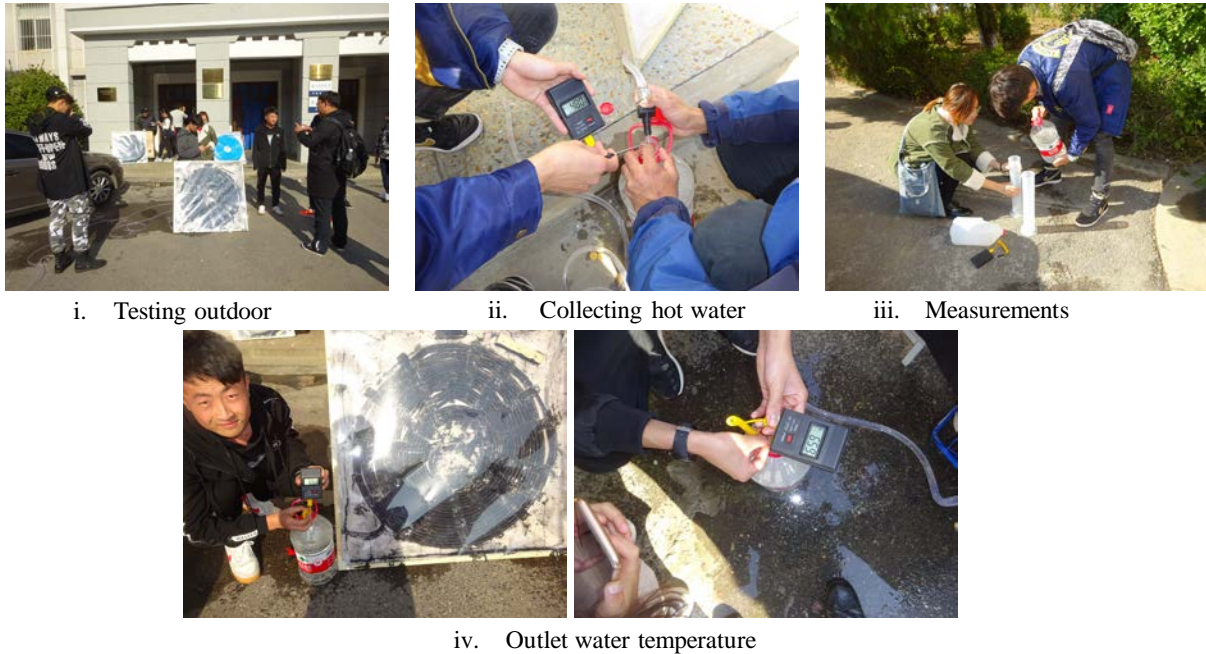 i. Testing outdoor
ii. Collecting hot water
iii. Measurements
iv. Outlet water temperature